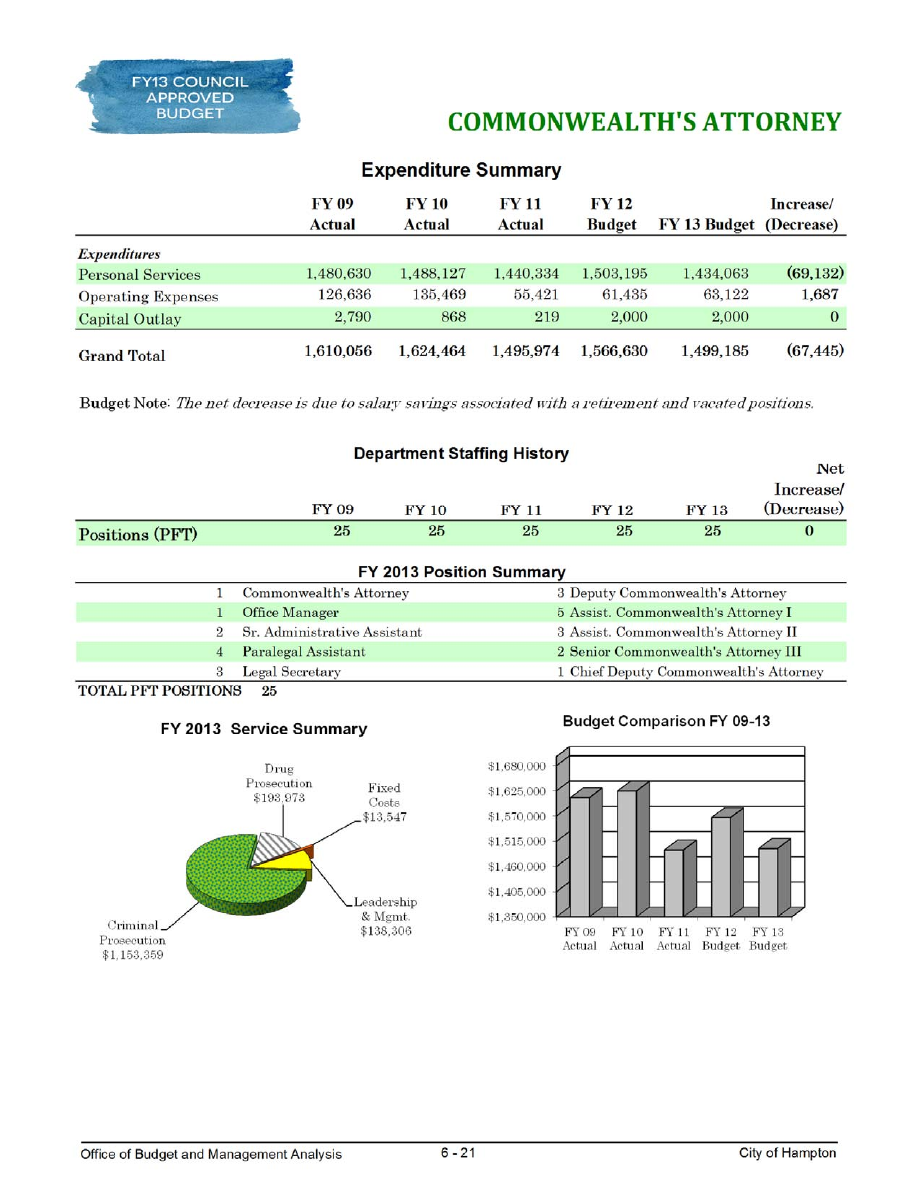 FY13 COUNCIL
APPROVED
BUDGET
COMMONWEALTH'S ATTORNEY
Expenditure Summary
FY 09 FY 10 FY 11 FY 12 Increase/
Actual Actual Actual Budget FY 13 Budget (Decrease)
Expenditures
Personal Services 1,480,630 1,488,127 1,440,334 1,503,195 1,434,063 (69,132)
Operating Expenses 126,636 135,469 55,421 61,435 63,122 1,687
Capital Outlay 2,790 868 219 2,000 2,000 0
Grand Total 1,610,056 1,624,464 1,495,974 1,566,630 1,499,185 (67,445)
Budget Note: The net decrease is due to salary savings associated with a retirement and vacated positions.
Department Staffing History
Net
Increase/
FY 09 FY 10 FY 11 FY 12 FY 13 (Decrease)
Positions (PFT) 25 25 25 25 25 0
FY 2013 Position Summary
1 Commonwealth's Attorney 3 Deputy Commonwealth's Attorney
1 Office Manager 5 Assist. Commonwealth's Attorney I
2 Sr. Administrative Assistant 3 Assist. Commonwealth's Attorney II
4 Paralegal Assistant 2 Senior Commonwealth's Attorney III
3 Legal Secretary 1 Chief Deputy Commonwealth's Attorney
TOTAL PFT POSITIONS 25
FY 2013 Service Summary
Drug
Prosecution
$193,973
Fixed
Costs
$13,547
Leadership
& Mgmt.
$138,306
Criminal
Prosecution
$1,153,359
Budget Comparison FY 09-13
$1,680,000
$1,625,000
$1,570,000
$1,515,000
$1,460,000
$1,405,000
$1,350,000
FY 09 FY 10 FY 11 FY 12 FY 13
Actual Actual Actual Budget Budget
Office of Budget and Management Analysis 6 - 21 City of Hampton